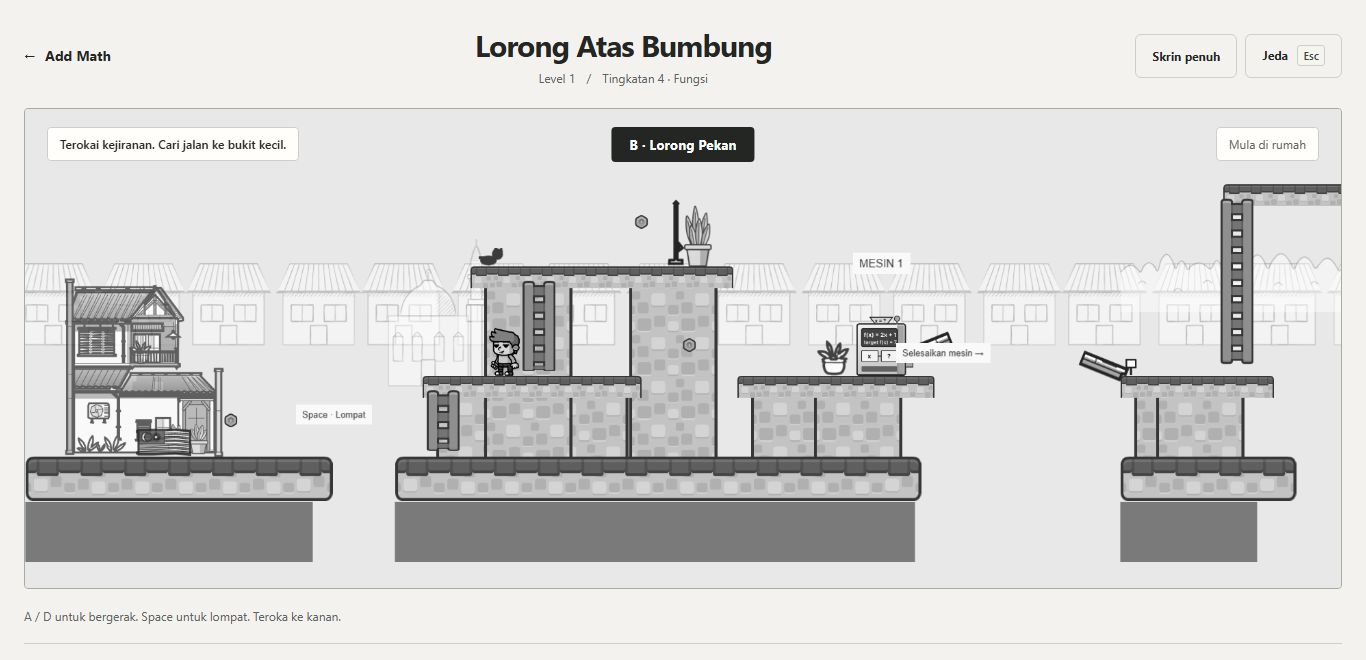 ← Add Math
Lorong Atas Bumbung
Level 1 / Tingkatan 4 · Fungsi
Skrin penuh
Jeda Esc
Terokai kejiranan. Cari jalan ke bukit kecil.
B · Lorong Pekan
Mula di rumah
MESIN 1
f(x) = 2x + 1
target f(x) =
x
?
Selesaikan mesin →
Space · Lompat
A / D untuk bergerak. Space untuk lompat. Teroka ke kanan.